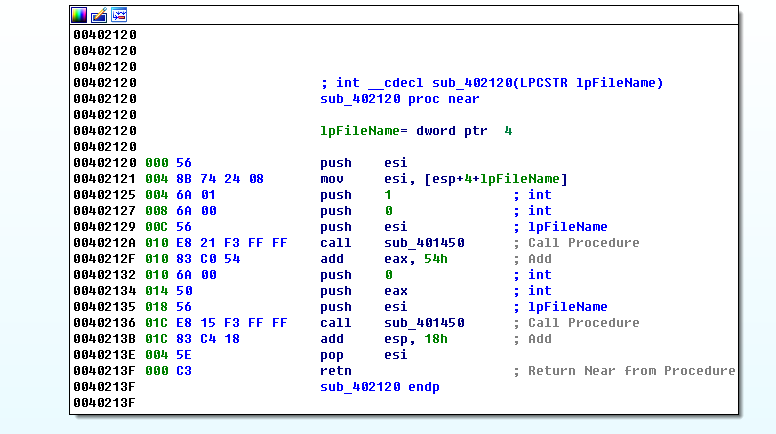 00402120
00402120
00402120
00402120 ; int __cdecl sub_402120(LPCSTR lpFileName)
00402120 sub_402120 proc near
00402120
00402120 lpFileName= dword ptr 4
00402120
00402120 000 56 push esi
00402121 004 8B 74 24 08 mov esi, [esp+4+lpFileName]
00402125 004 6A 01 push 1 ; int
00402127 008 6A 00 push 0 ; int
00402129 00C 56 push esi ; lpFileName
0040212A 010 E8 21 F3 FF FF call sub_401450 ; Call Procedure
0040212F 010 83 C0 54 add eax, 54h ; Add
00402132 010 6A 00 push 0 ; int
00402134 014 50 push eax ; int
00402135 018 56 push esi ; lpFileName
00402136 01C E8 15 F3 FF FF call sub_401450 ; Call Procedure
0040213B 01C 83 C4 18 add esp, 18h ; Add
0040213E 004 5E pop esi
0040213F 000 C3 retn ; Return Near from Procedure
0040213F sub_402120 endp
0040213F